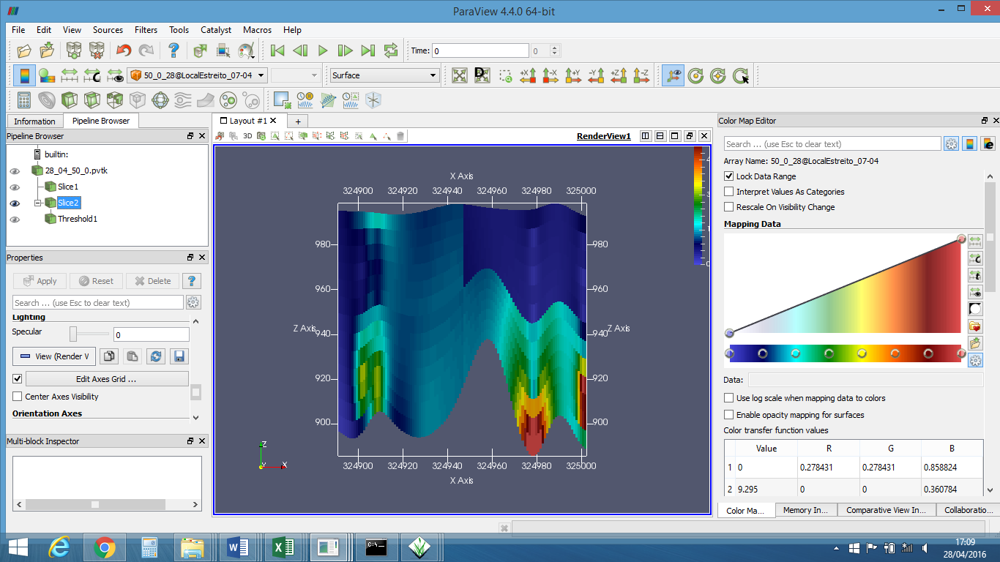 ParaView 4.4.0 64-bit
File Edit View Sources Filters Tools Catalyst Macros Help
Time: 0 0
50_0_28@LocalEstreito_07-04 Surface
+X -X +Y -Y +Z -Z
Information Pipeline Browser
Pipeline Browser
builtin:
28_04_50_0.pvtk
Slice1
Slice2
Threshold1
Properties
Apply Reset Delete ?
Search ... (use Esc to clear text)
Lighting
Specular 0
View (Render V
Edit Axes Grid ...
Center Axes Visibility
Orientation Axes
Multi-block Inspector
Layout #1 +
3D RenderView1
X Axis
324900 324920 324940 324960 324980 325000
980 980
960 960
Z Axis 940 940 Z Axis
920 920
900 900
324900 324920 324940 324960 324980 325000
X Axis
Z
Y X
Color Map Editor
Search ... (use Esc to clear text)
Array Name: 50_0_28@LocalEstreito_07-04
Lock Data Range
Interpret Values As Categories
Rescale On Visibility Change
Mapping Data
Data:
Use log scale when mapping data to colors
Enable opacity mapping for surfaces
Color transfer function values
Value R G B
1 0 0.278431 0.278431 0.858824
2 9.295 0 0 0.360784
Color Ma... Memory In... Comparative View In... Collaboratio...
17:09
28/04/2016